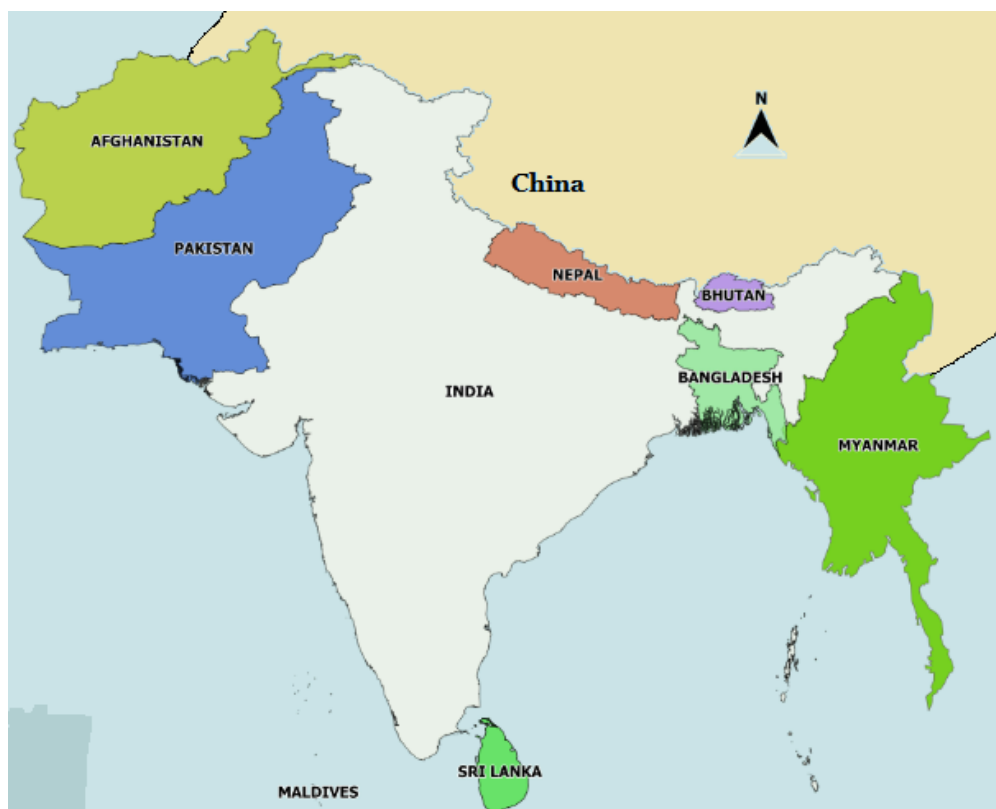 N
AFGHANISTAN
China
PAKISTAN
NEPAL
BHUTAN
BANGLADESH
INDIA
MYANMAR
SRI LANKA
MALDIVES